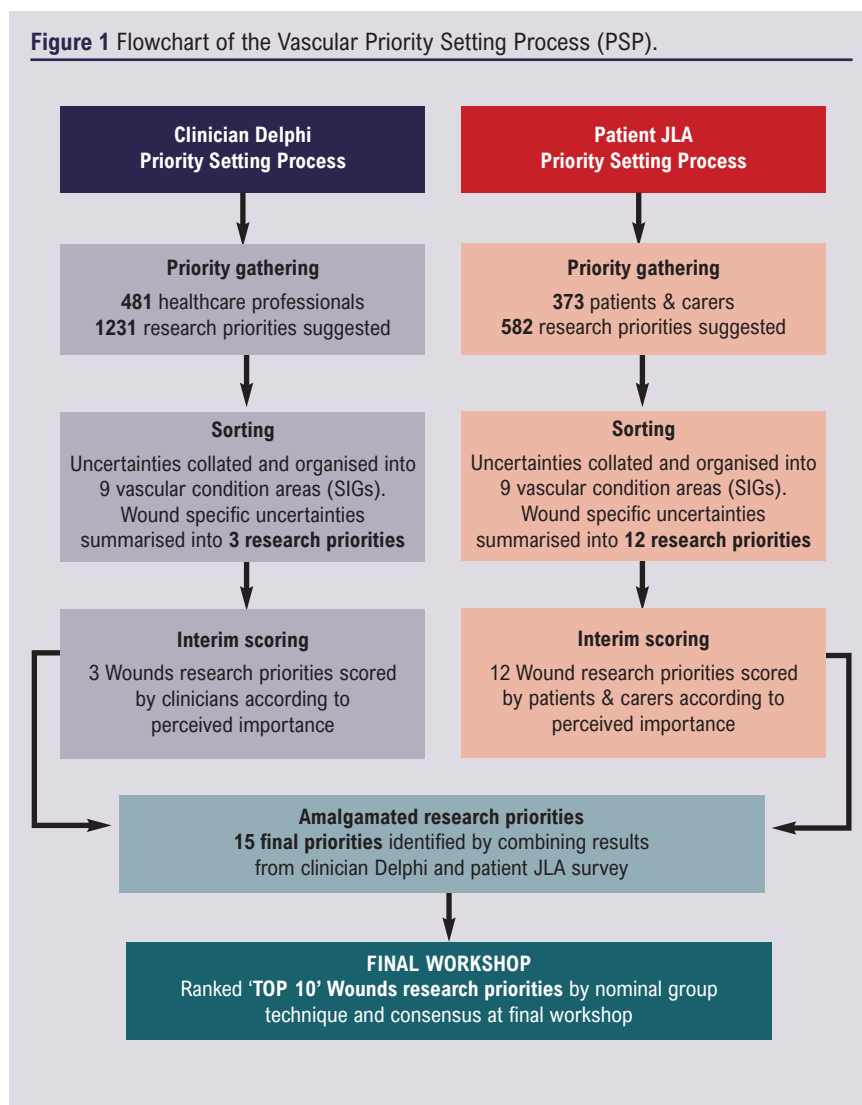 Figure 1 Flowchart of the Vascular Priority Setting Process (PSP).
Clinician Delphi
Priority Setting Process
Priority gathering
481 healthcare professionals
1231 research priorities suggested
Sorting
Uncertainties collated and organised into
9 vascular condition areas (SIGs).
Wound specific uncertainties
summarised into 3 research priorities
Interim scoring
3 Wounds research priorities scored
by clinicians according to
perceived importance
Patient JLA
Priority Setting Process
Priority gathering
373 patients & carers
582 research priorities suggested
Sorting
Uncertainties collated and organised into
9 vascular condition areas (SIGs).
Wound specific uncertainties
summarised into 12 research priorities
Interim scoring
12 Wound research priorities scored
by patients & carers according to
perceived importance
Amalgamated research priorities
15 final priorities identified by combining results
from clinician Delphi and patient JLA survey
FINAL WORKSHOP
Ranked ‘TOP 10’ Wounds research priorities by nominal group
technique and consensus at final workshop